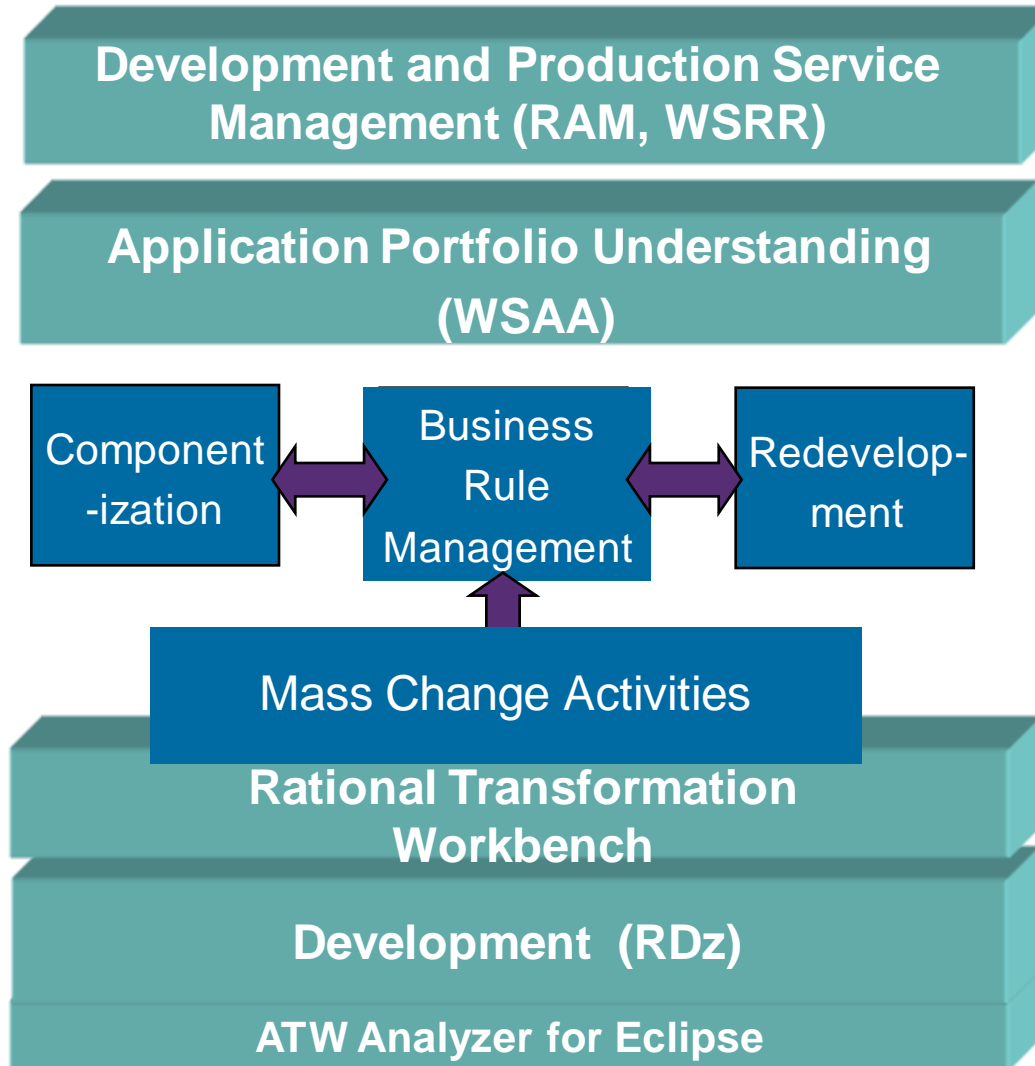 Development and Production Service
Management (RAM, WSRR)
Application Portfolio Understanding
(WSAA)
Component
-ization
Business
Rule
Management
Redevelop-
ment
Mass Change Activities
Rational Transformation
Workbench
Development (RDz)
ATW Analyzer for Eclipse